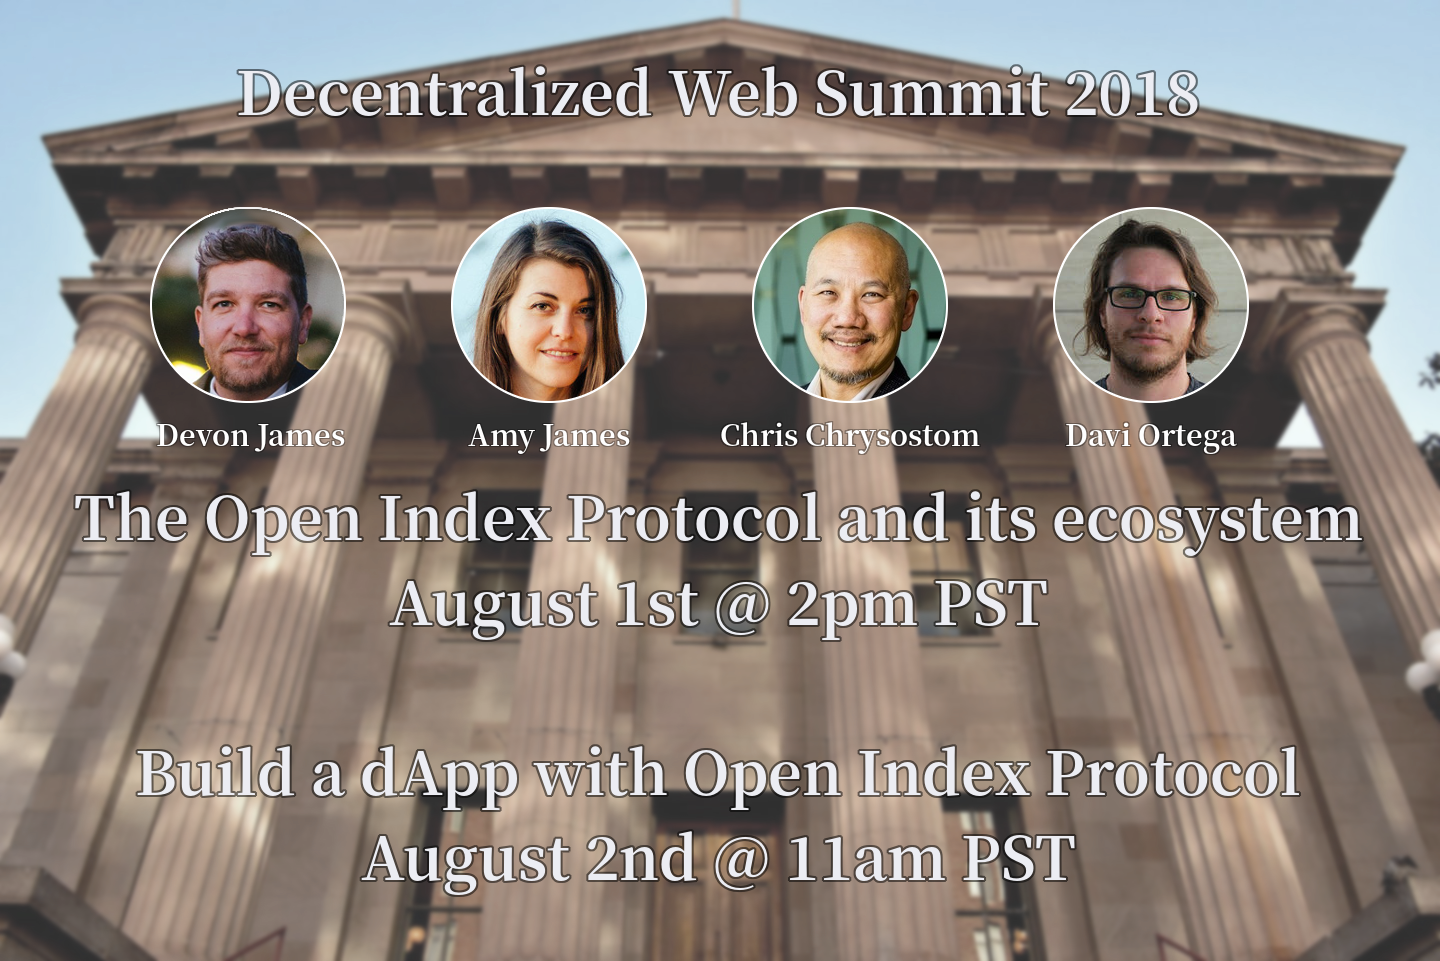 Decentralized Web Summit 2018
Devon James
Amy James
Chris Chrysostom
Davi Ortega
The Open Index Protocol and its ecosystem
August 1st @ 2pm PST
Build a dApp with Open Index Protocol
August 2nd @ 11am PST